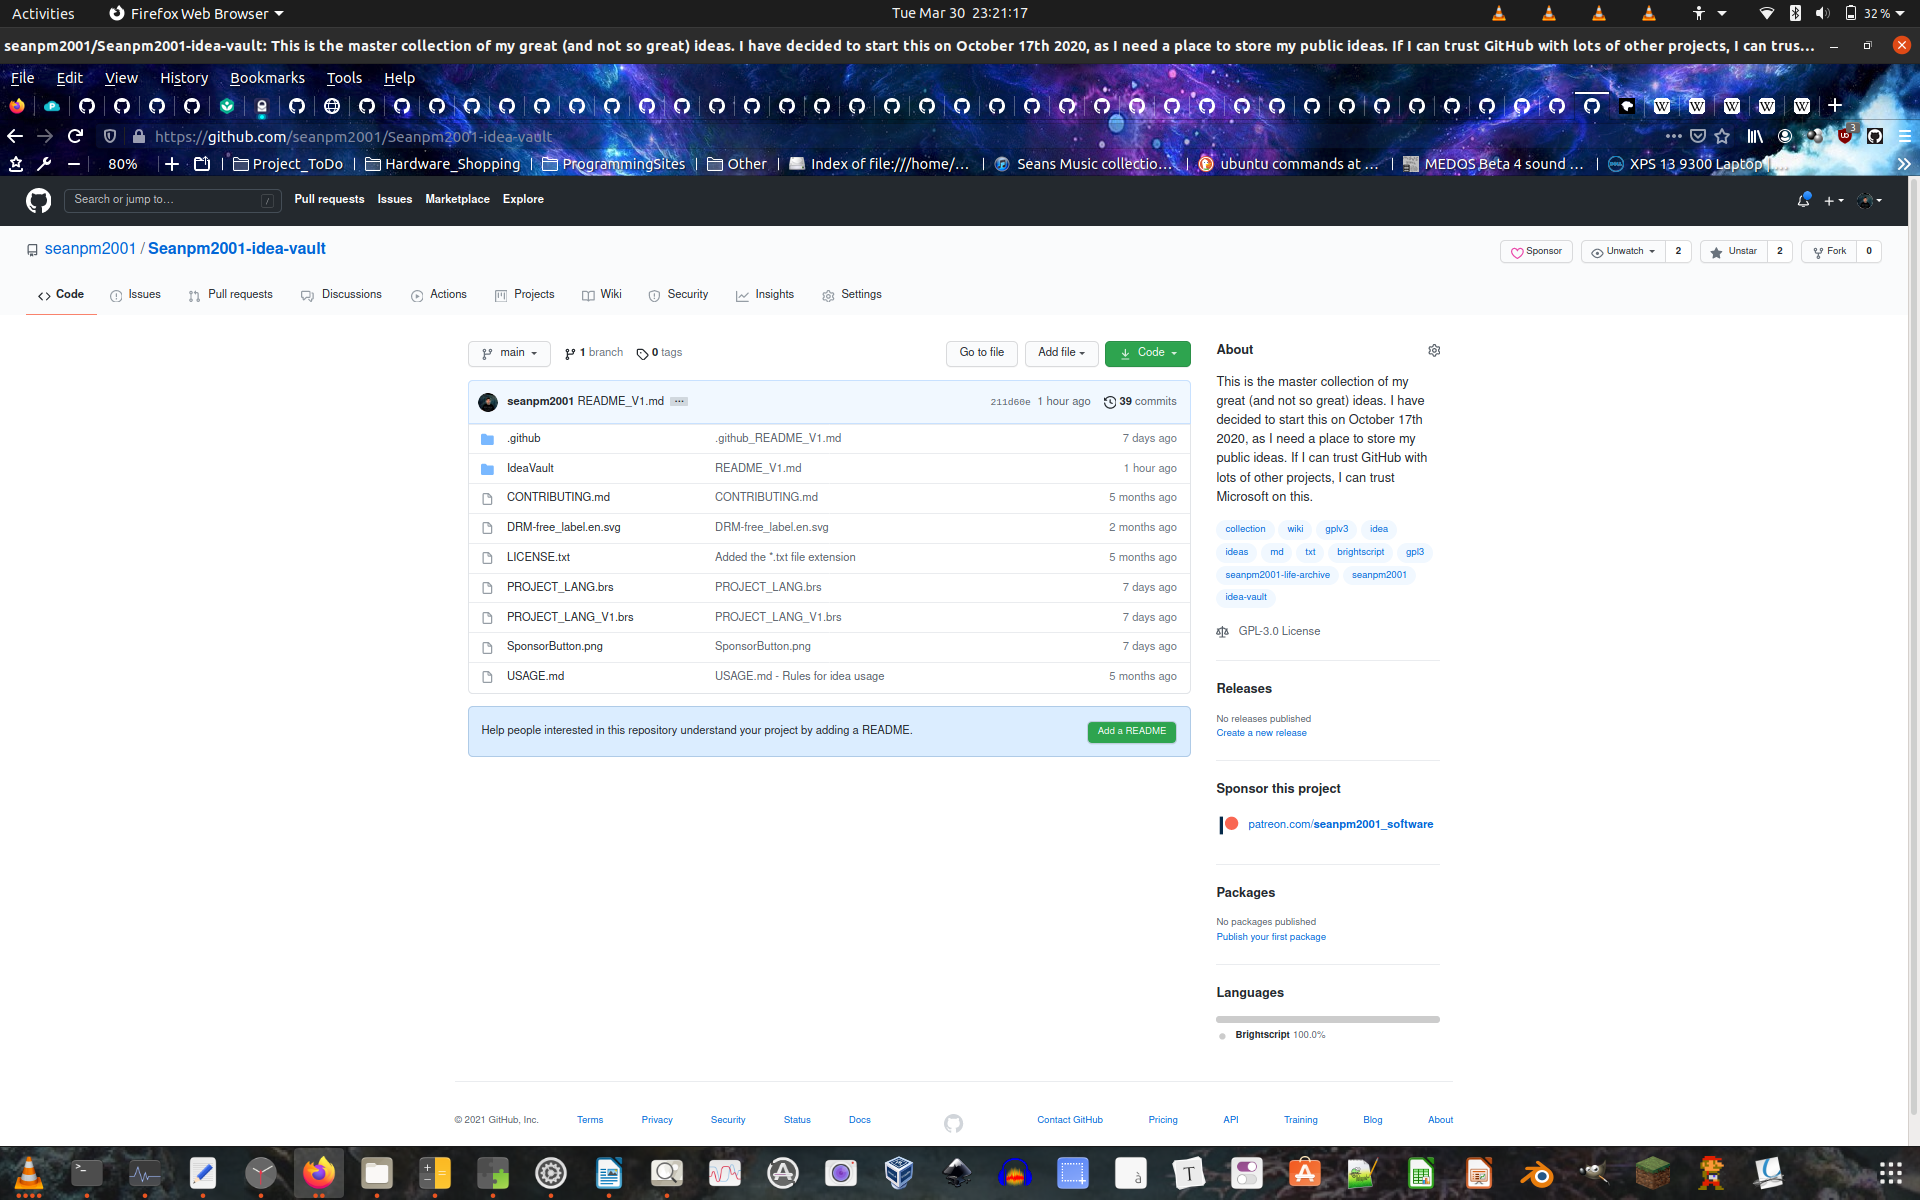 Activities Firefox Web Browser Tue Mar 30 23:21:17 32 %
seanpm2001/Seanpm2001-idea-vault: This is the master collection of my great (and not so great) ideas. I have decided to start this on October 17th 2020, as I need a place to store my public ideas. If I can trust GitHub with lots of other projects, I can trus...
File Edit View History Bookmarks Tools Help
https://github.com/seanpm2001/Seanpm2001-idea-vault 3
80% Project_ToDo Hardware_Shopping ProgrammingSites Other Index of file:///home/... Seans Music collectio... ubuntu commands at ... MEDOS Beta 4 sound ... XPS 13 9300 Laptop |...
Search or jump to... / Pull requests Issues Marketplace Explore
seanpm2001 / Seanpm2001-idea-vault Sponsor Unwatch 2 Unstar 2 Fork 0
Code Issues Pull requests Discussions Actions Projects Wiki Security Insights Settings
main 1 branch 0 tags Go to file Add file Code
seanpm2001 README_V1.md ... 211d60e 1 hour ago 39 commits
.github .github_README_V1.md 7 days ago
IdeaVault README_V1.md 1 hour ago
CONTRIBUTING.md CONTRIBUTING.md 5 months ago
DRM-free_label.en.svg DRM-free_label.en.svg 2 months ago
LICENSE.txt Added the *.txt file extension 5 months ago
PROJECT_LANG.brs PROJECT_LANG.brs 7 days ago
PROJECT_LANG_V1.brs PROJECT_LANG_V1.brs 7 days ago
SponsorButton.png SponsorButton.png 7 days ago
USAGE.md USAGE.md - Rules for idea usage 5 months ago
Help people interested in this repository understand your project by adding a README. Add a README
About
This is the master collection of my
great (and not so great) ideas. I have
decided to start this on October 17th
2020, as I need a place to store my
public ideas. If I can trust GitHub with
lots of other projects, I can trust
Microsoft on this.
collection wiki gplv3 idea
ideas md txt brightscript gpl3
seanpm2001-life-archive seanpm2001
idea-vault
GPL-3.0 License
Releases
No releases published
Create a new release
Sponsor this project
patreon.com/seanpm2001_software
Packages
No packages published
Publish your first package
Languages
Brightscript 100.0%
© 2021 GitHub, Inc. Terms Privacy Security Status Docs Contact GitHub Pricing API Training Blog About